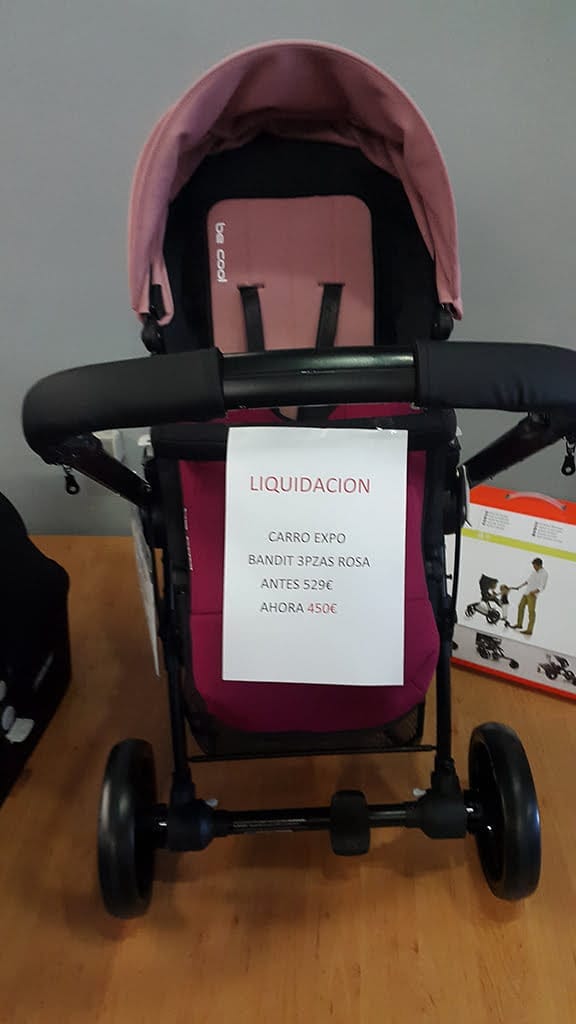 be cool
LIQUIDACION
CARRO EXPO
BANDIT 3PZAS ROSA
ANTES 529€
AHORA 450€